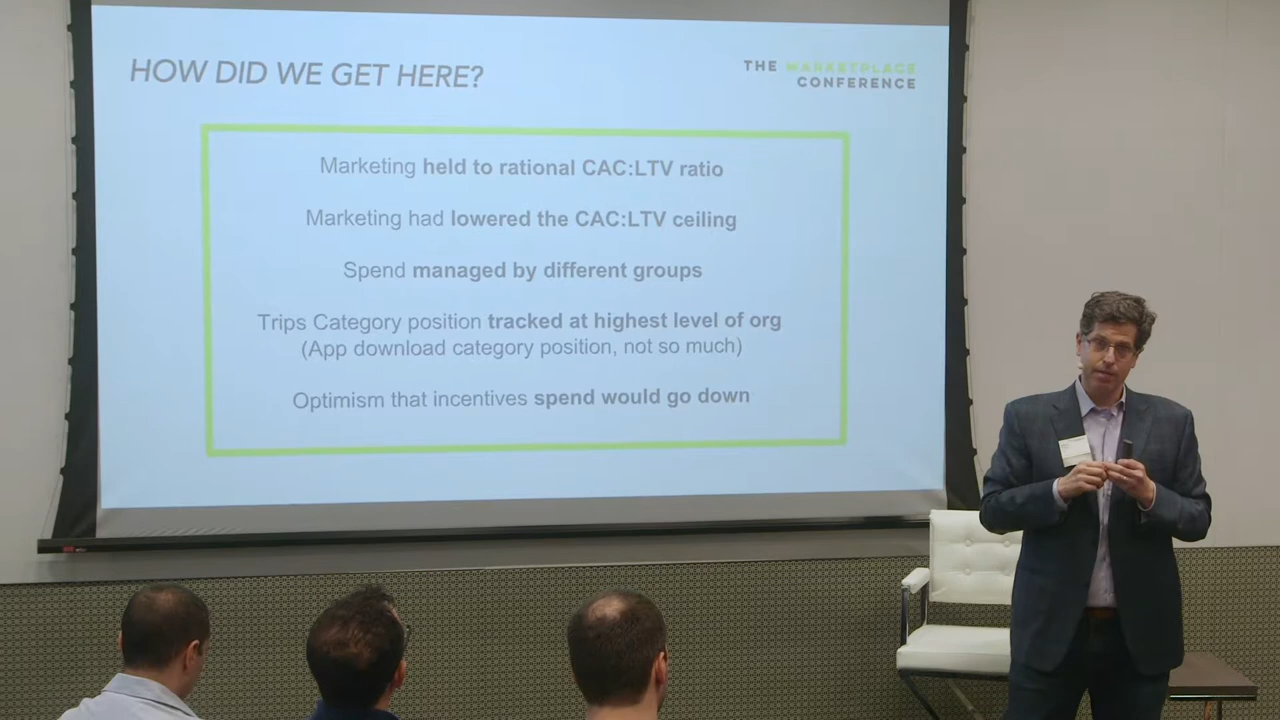 HOW DID WE GET HERE?
THE MARKETPLACE
CONFERENCE
Marketing held to rational CAC:LTV ratio
Marketing had lowered the CAC:LTV ceiling
Spend managed by different groups
Trips Category position tracked at highest level of org
(App download category position, not so much)
Optimism that incentives spend would go down